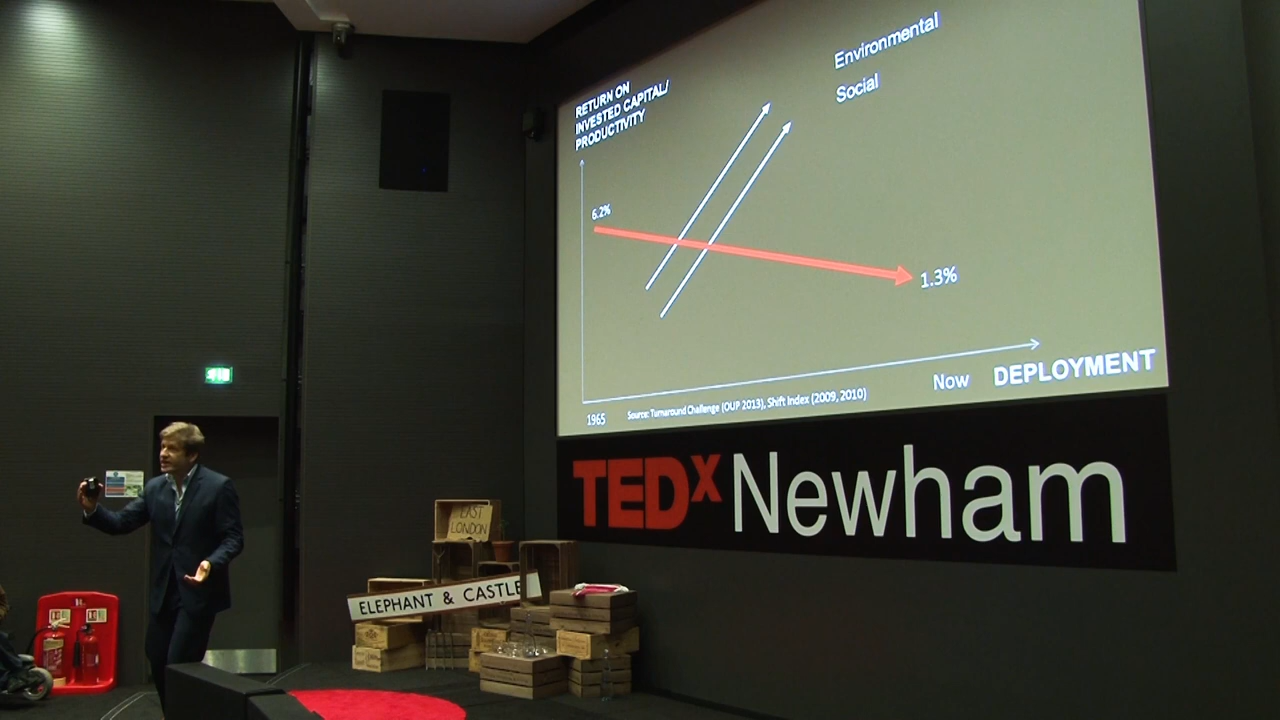 Environmental
Social
RETURN ON
INVESTED CAPITAL/
PRODUCTIVITY
6.2%
1.3%
Now DEPLOYMENT
1965
Source: Turnaround Challenge (OUP 2013), Shift Index (2009, 2010)
TEDx Newham
EAST
LONDON
ELEPHANT & CASTLE